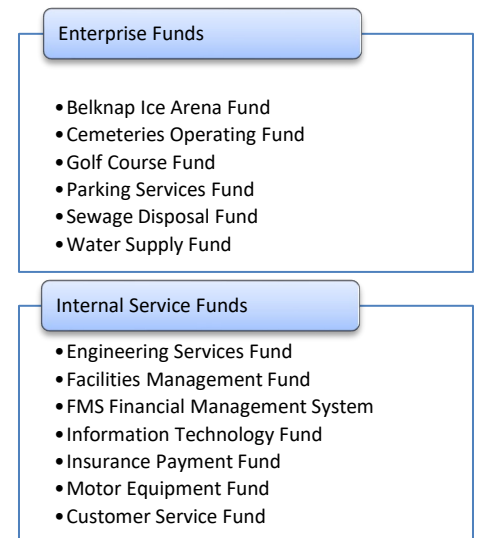 Enterprise Funds
•Belknap Ice Arena Fund
•Cemeteries Operating Fund
•Golf Course Fund
•Parking Services Fund
•Sewage Disposal Fund
•Water Supply Fund
Internal Service Funds
•Engineering Services Fund
•Facilities Management Fund
•FMS Financial Management System
•Information Technology Fund
•Insurance Payment Fund
•Motor Equipment Fund
•Customer Service Fund